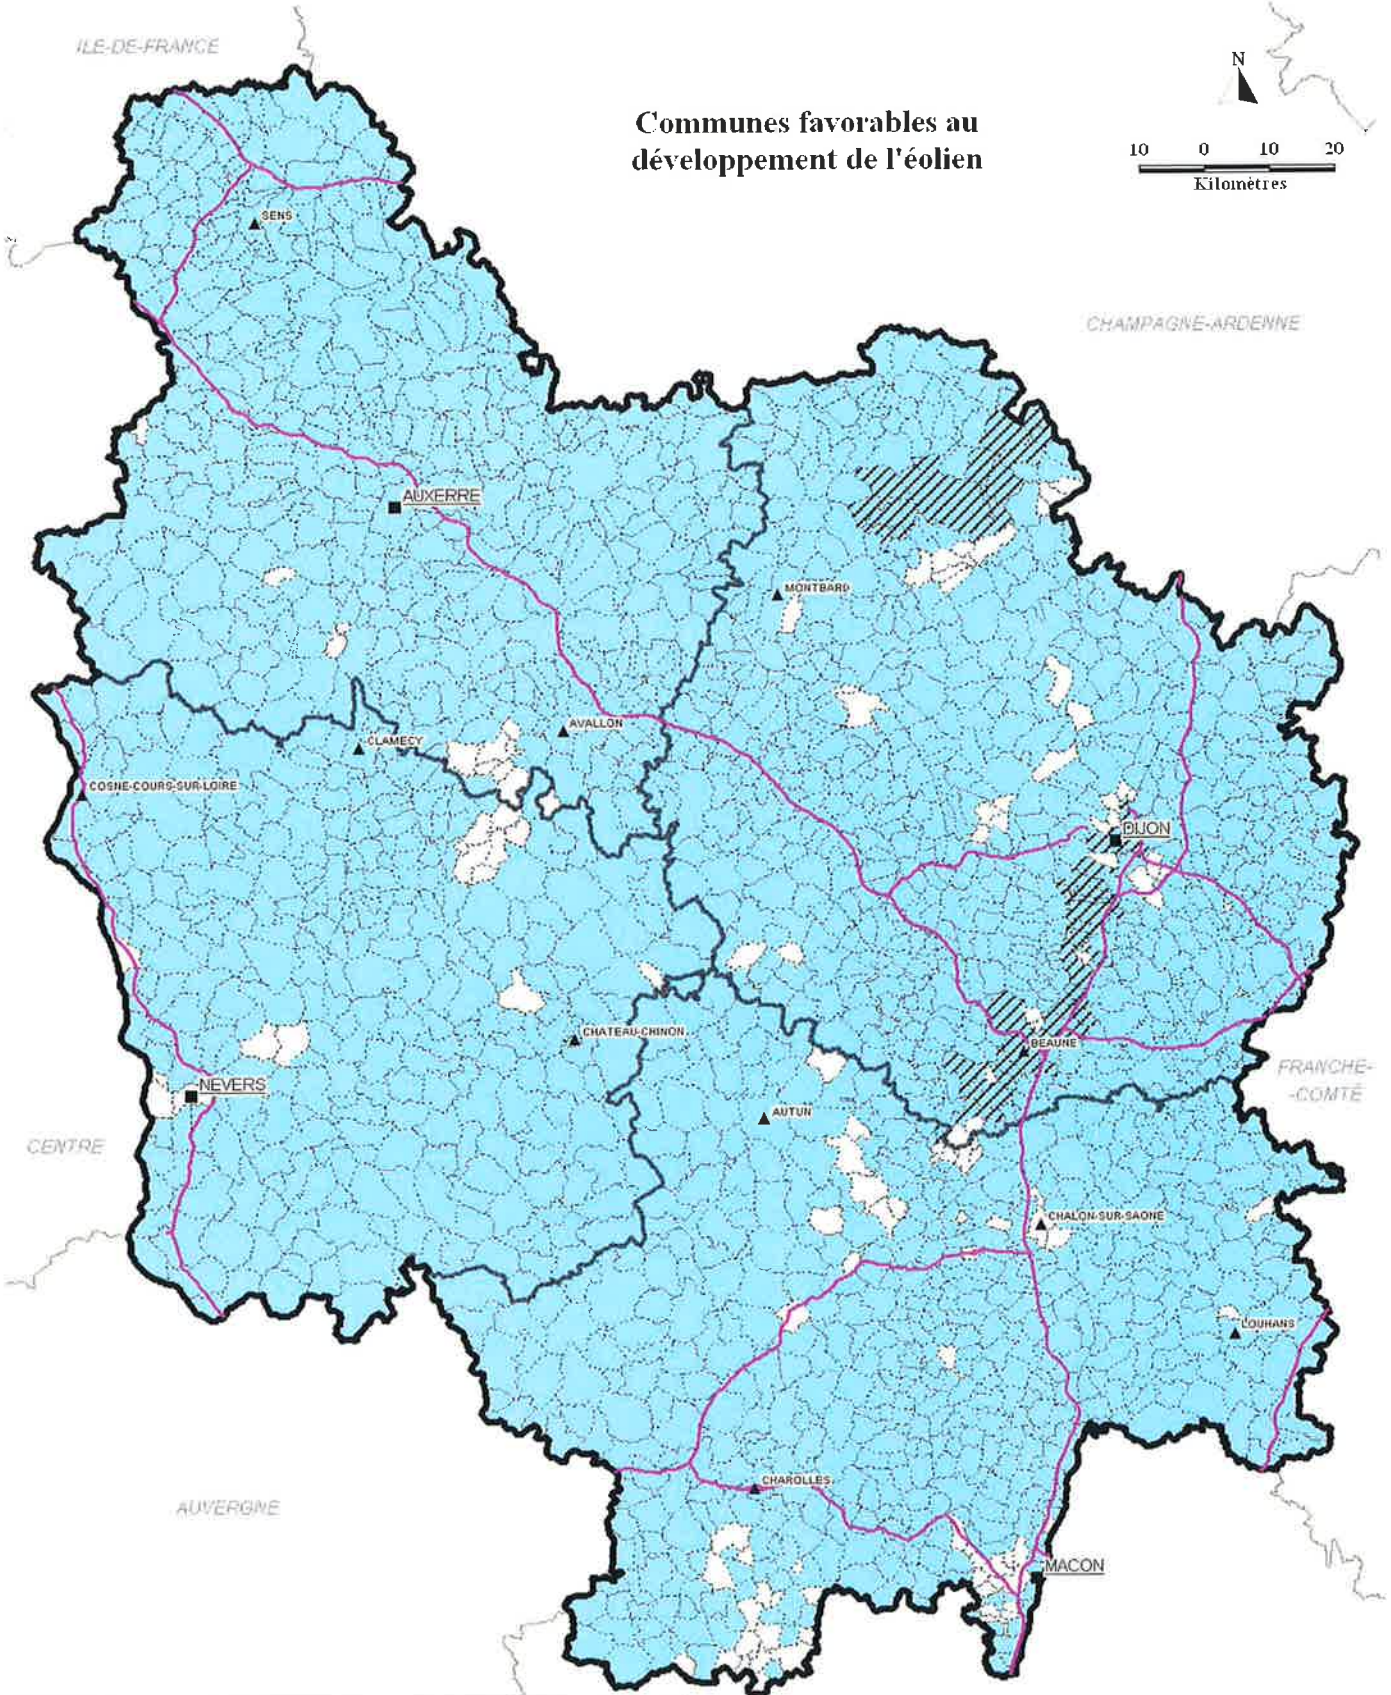 ILE-DE-FRANCE
N
Communes favorables au
développement de l'éolien
10 0 10 20
Kilomètres
SENS
CHAMPAGNE-ARDENNE
AUXERRE
MONTBARD
AVALLON
CLAMECY
COSNE-COURS-SUR-LOIRE
DIJON
CHATEAU-CHINON
BEAUNE
FRANCHE-
-COMTÉ
NEVERS
AUTUN
CENTRE
CHALON-SUR-SAONE
LOUHANS
CHAROLLES
AUVERGNE
MACON